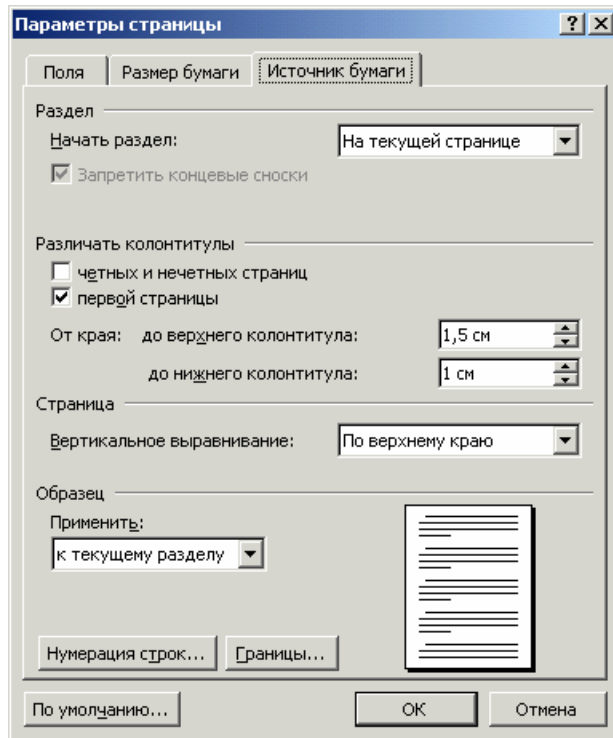 Параметры страницы
Поля Размер бумаги Источник бумаги
Раздел
Начать раздел: На текущей странице
Запретить концевые сноски
Различать колонтитулы
четных и нечетных страниц
первой страницы
От края: до верхнего колонтитула: 1,5 см
до нижнего колонтитула: 1 см
Страница
Вертикальное выравнивание: По верхнему краю
Образец
Применить:
к текущему разделу
Нумерация строк... Границы...
По умолчанию... ОК Отмена